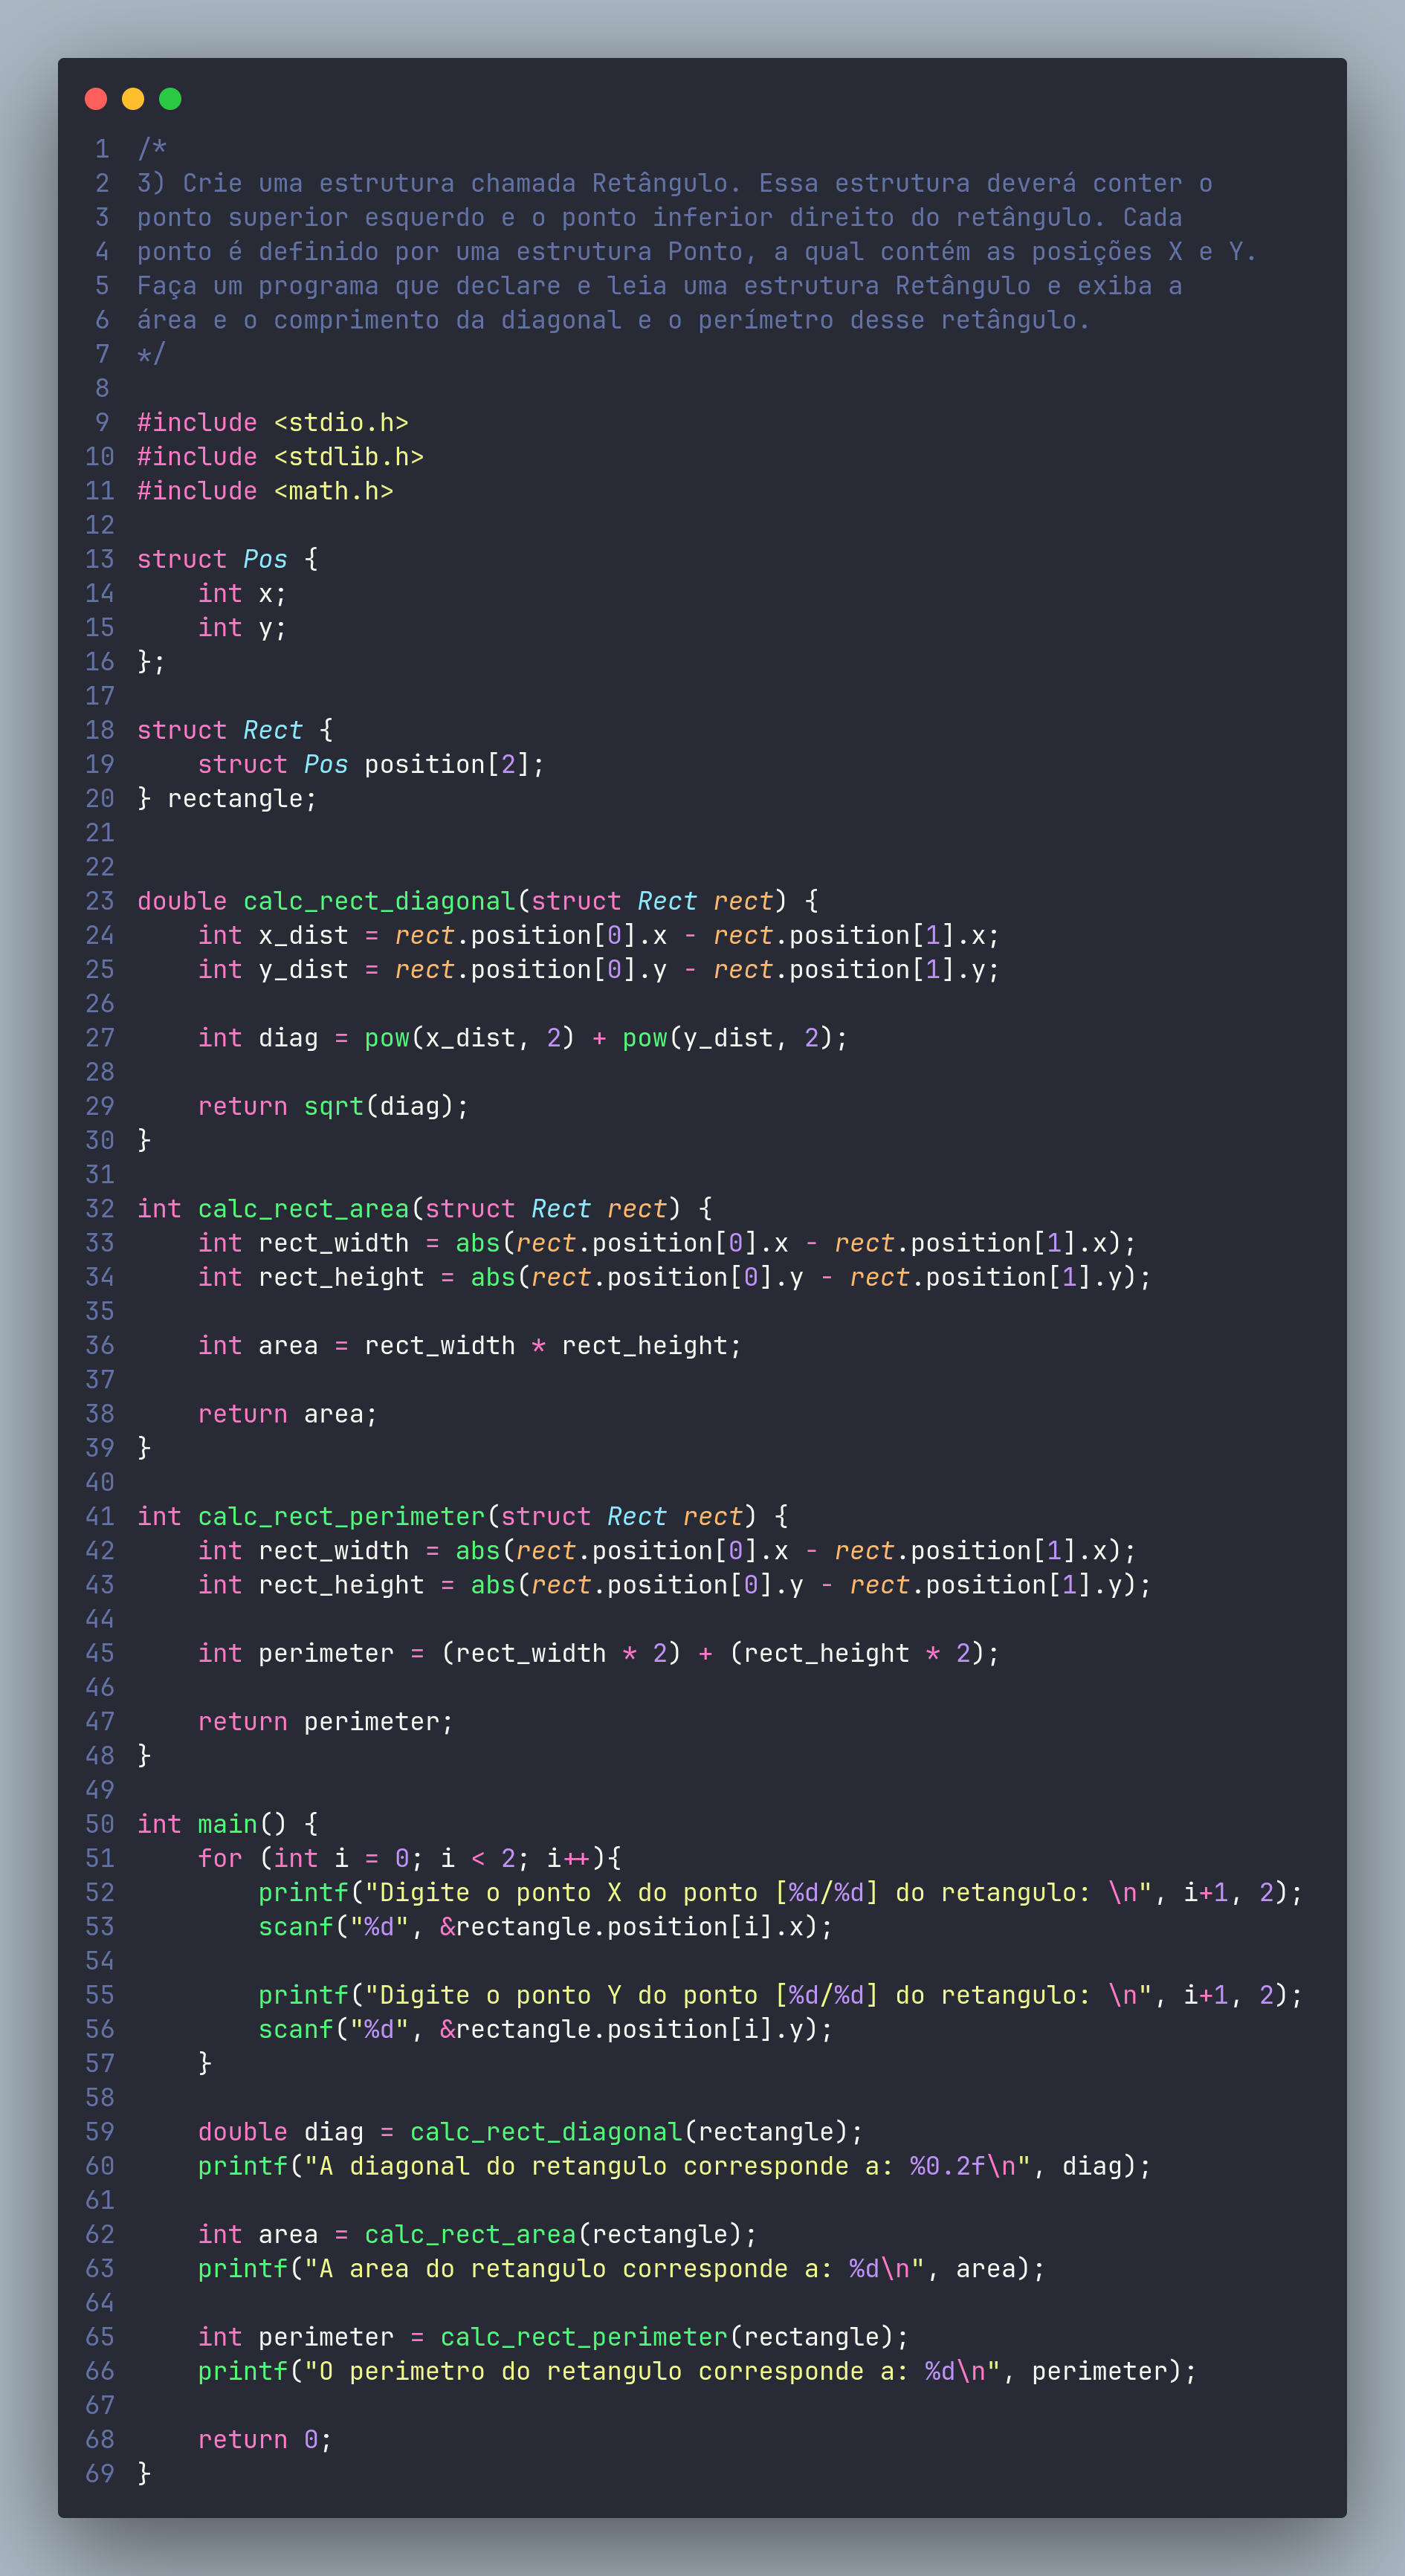 1 /*
2 3) Crie uma estrutura chamada Retângulo. Essa estrutura deverá conter o
3 ponto superior esquerdo e o ponto inferior direito do retângulo. Cada
4 ponto é definido por uma estrutura Ponto, a qual contém as posições X e Y.
5 Faça um programa que declare e leia uma estrutura Retângulo e exiba a
6 área e o comprimento da diagonal e o perímetro desse retângulo.
7 */
8
9 #include <stdio.h>
10 #include <stdlib.h>
11 #include <math.h>
12
13 struct Pos {
14     int x;
15     int y;
16 };
17
18 struct Rect {
19     struct Pos position[2];
20 } rectangle;
21
22
23 double calc_rect_diagonal(struct Rect rect) {
24     int x_dist = rect.position[0].x - rect.position[1].x;
25     int y_dist = rect.position[0].y - rect.position[1].y;
26
27     int diag = pow(x_dist, 2) + pow(y_dist, 2);
28
29     return sqrt(diag);
30 }
31
32 int calc_rect_area(struct Rect rect) {
33     int rect_width = abs(rect.position[0].x - rect.position[1].x);
34     int rect_height = abs(rect.position[0].y - rect.position[1].y);
35
36     int area = rect_width * rect_height;
37
38     return area;
39 }
40
41 int calc_rect_perimeter(struct Rect rect) {
42     int rect_width = abs(rect.position[0].x - rect.position[1].x);
43     int rect_height = abs(rect.position[0].y - rect.position[1].y);
44
45     int perimeter = (rect_width * 2) + (rect_height * 2);
46
47     return perimeter;
48 }
49
50 int main() {
51     for (int i = 0; i < 2; i++){
52         printf("Digite o ponto X do ponto [%d/%d] do retangulo: \n", i+1, 2);
53         scanf("%d", &rectangle.position[i].x);
54
55         printf("Digite o ponto Y do ponto [%d/%d] do retangulo: \n", i+1, 2);
56         scanf("%d", &rectangle.position[i].y);
57     }
58
59     double diag = calc_rect_diagonal(rectangle);
60     printf("A diagonal do retangulo corresponde a: %0.2f\n", diag);
61
62     int area = calc_rect_area(rectangle);
63     printf("A area do retangulo corresponde a: %d\n", area);
64
65     int perimeter = calc_rect_perimeter(rectangle);
66     printf("O perimetro do retangulo corresponde a: %d\n", perimeter);
67
68     return 0;
69 }